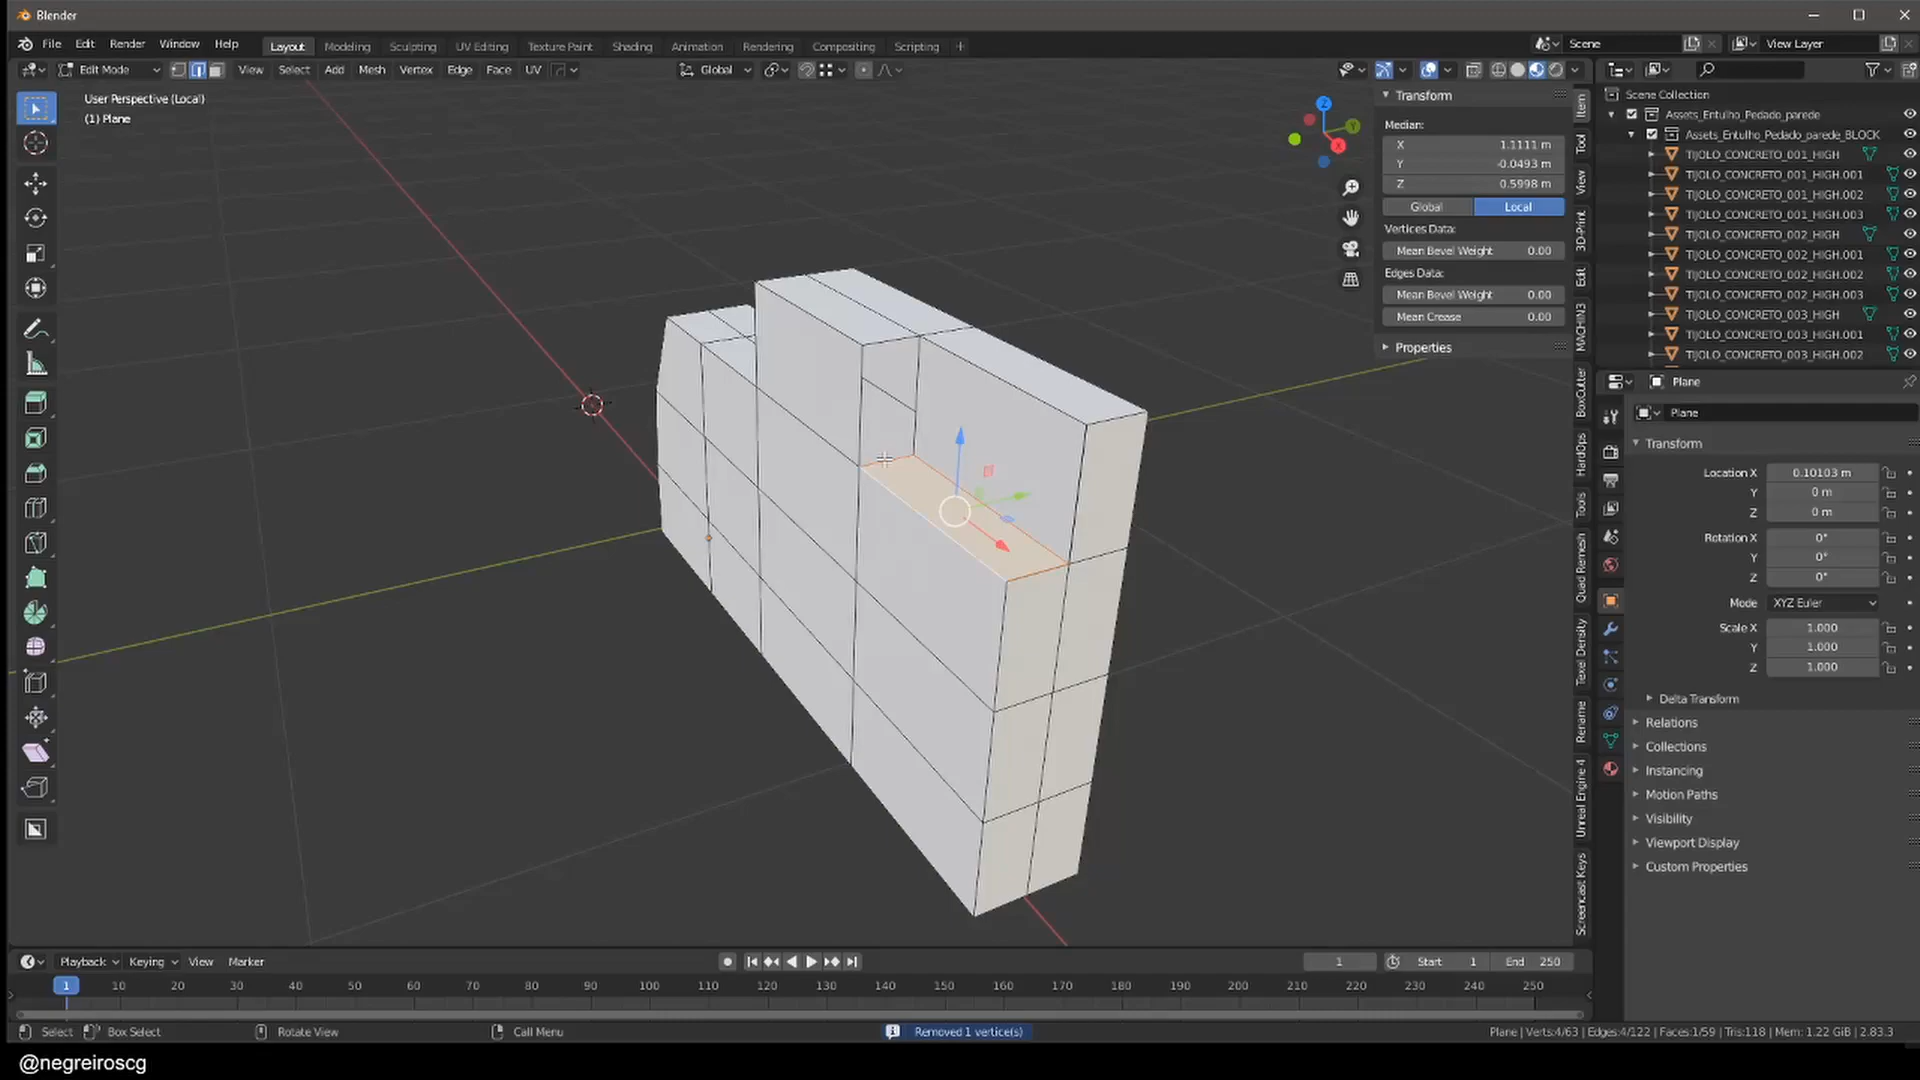 Blender
File Edit Render Window Help Layout Modeling Sculpting UV Editing Texture Paint Shading Animation Rendering Compositing Scripting + Scene View Layer
Edit Mode View Select Add Mesh Vertex Edge Face UV Global
User Perspective (Local)
(1) Plane
Z
Y
X
Transform
Median:
X 1.1111 m
Y -0.0493 m
Z 0.5998 m
Global Local
Vertices Data:
Mean Bevel Weight 0.00
Edges Data:
Mean Bevel Weight 0.00
Mean Crease 0.00
Properties
Item
Tool
View
3D-Print
Edit
MACHIN3
BoxCutter
HardOps
Tools
Quad Remesh
Texel Density
Rename
Unreal Engine 4
Screencast Keys
Scene Collection
Assets_Entulho_Pedado_parede
Assets_Entulho_Pedado_parede_BLOCK
TIJOLO_CONCRETO_001_HIGH
TIJOLO_CONCRETO_001_HIGH.001
TIJOLO_CONCRETO_001_HIGH.002
TIJOLO_CONCRETO_001_HIGH.003
TIJOLO_CONCRETO_002_HIGH
TIJOLO_CONCRETO_002_HIGH.001
TIJOLO_CONCRETO_002_HIGH.002
TIJOLO_CONCRETO_002_HIGH.003
TIJOLO_CONCRETO_003_HIGH
TIJOLO_CONCRETO_003_HIGH.001
TIJOLO_CONCRETO_003_HIGH.002
Plane
Plane
Transform
Location X 0.10103 m
Y 0 m
Z 0 m
Rotation X 0°
Y 0°
Z 0°
Mode XYZ Euler
Scale X 1.000
Y 1.000
Z 1.000
Delta Transform
Relations
Collections
Instancing
Motion Paths
Visibility
Viewport Display
Custom Properties
Playback Keying View Marker 1 Start 1 End 250
1 10 20 30 40 50 60 70 80 90 100 110 120 130 140 150 160 170 180 190 200 210 220 230 240 250
Select Box Select Rotate View Call Menu Removed 1 vertice(s) Plane | Verts:4/63 | Edges:4/122 | Faces:1/59 | Tris:118 | Mem: 1.22 GiB | 2.83.3
@negreiroscg